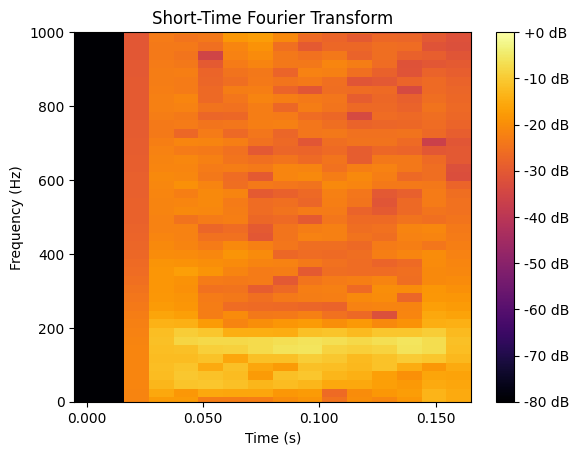 Short-Time Fourier Transform
1000
800
600
400
200
0
Frequency (Hz)
0.000
0.050
0.100
0.150
Time (s)
+0 dB
-10 dB
-20 dB
-30 dB
-40 dB
-50 dB
-60 dB
-70 dB
-80 dB